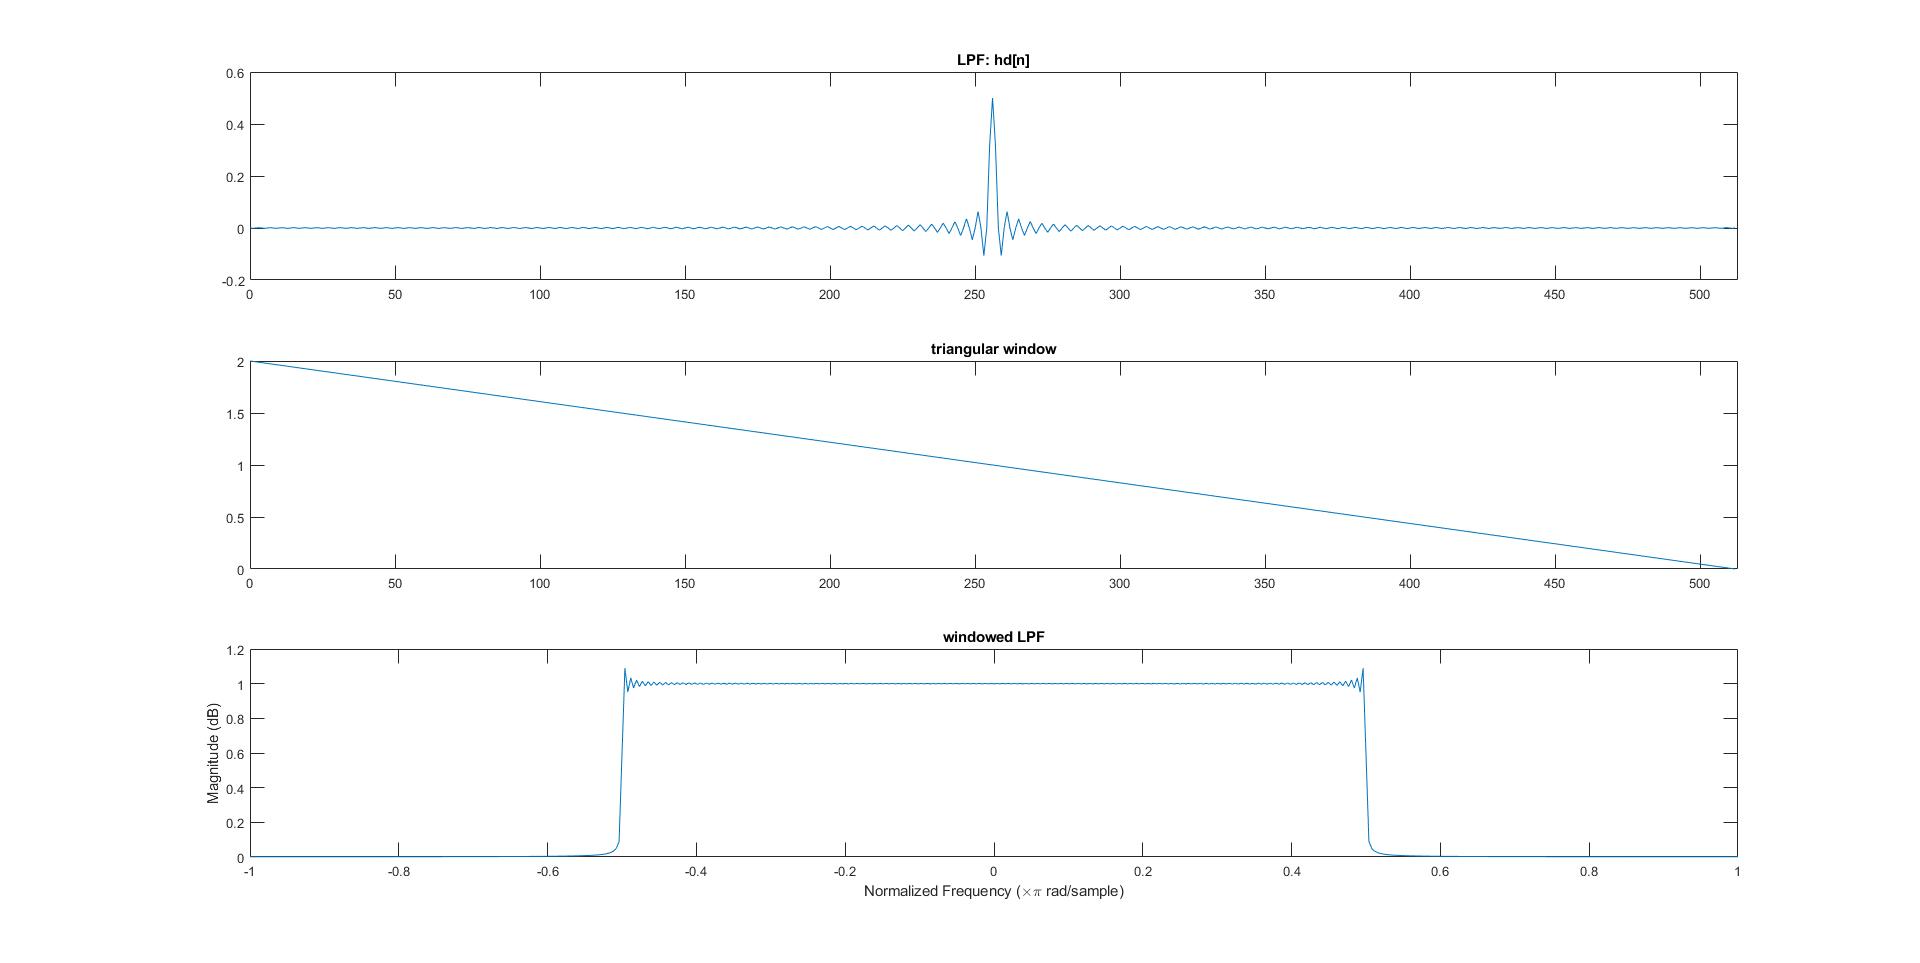 LPF: hd[n]
0.6
0.4
0.2
0
-0.2
0 50 100 150 200 250 300 350 400 450 500
triangular window
2
1.5
1
0.5
0
0 50 100 150 200 250 300 350 400 450 500
windowed LPF
1.2
1
0.8
0.6
0.4
0.2
0
Magnitude (dB)
-1 -0.8 -0.6 -0.4 -0.2 0 0.2 0.4 0.6 0.8 1
Normalized Frequency (×π rad/sample)